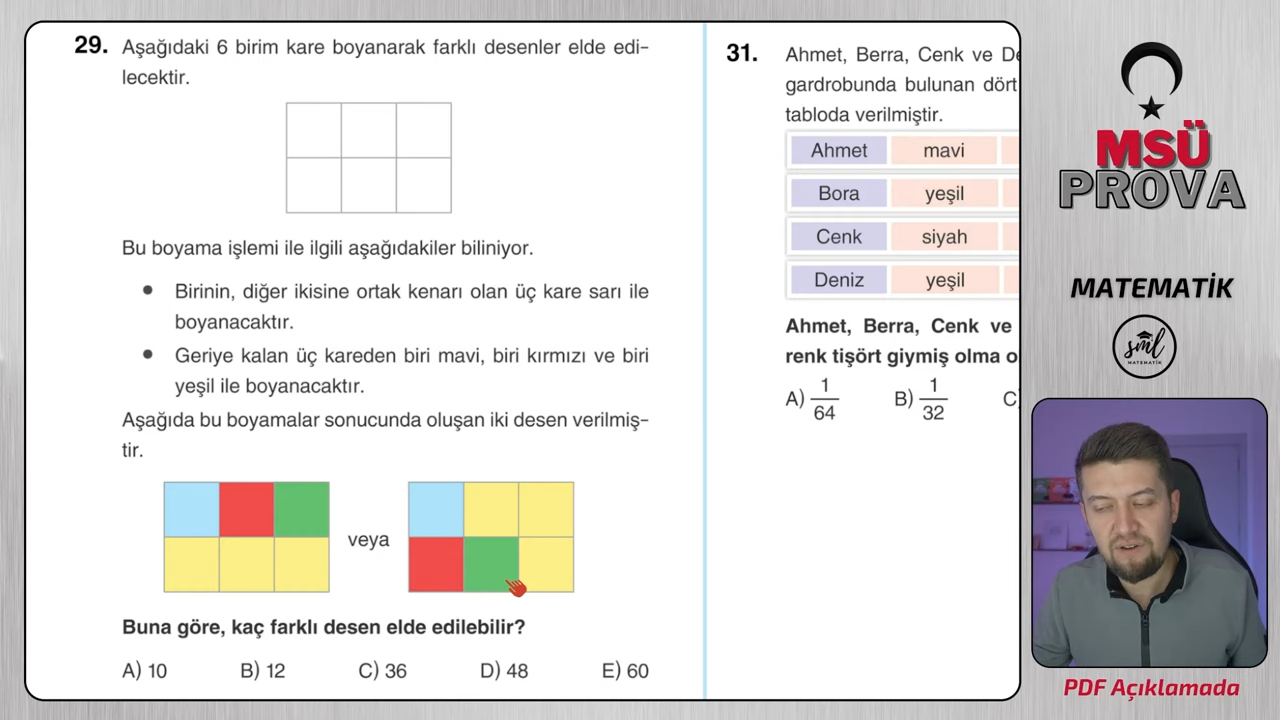 29. Aşağıdaki 6 birim kare boyanarak farklı desenler elde edi-
lecektir.
Bu boyama işlemi ile ilgili aşağıdakiler biliniyor.
• Birinin, diğer ikisine ortak kenarı olan üç kare sarı ile
boyanacaktır.
• Geriye kalan üç kareden biri mavi, biri kırmızı ve biri
yeşil ile boyanacaktır.
Aşağıda bu boyamalar sonucunda oluşan iki desen verilmiş-
tir.
veya
Buna göre, kaç farklı desen elde edilebilir?
A) 10 B) 12 C) 36 D) 48 E) 60
31. Ahmet, Berra, Cenk ve De
gardrobunda bulunan dört
tabloda verilmiştir.
Ahmet mavi
Bora yeşil
Cenk siyah
Deniz yeşil
Ahmet, Berra, Cenk ve
renk tişört giymiş olma o
A) 1/64 B) 1/32 C)
MSÜ
PROVA
MATEMATİK
sml
MATEMATİK
PDF Açıklamada